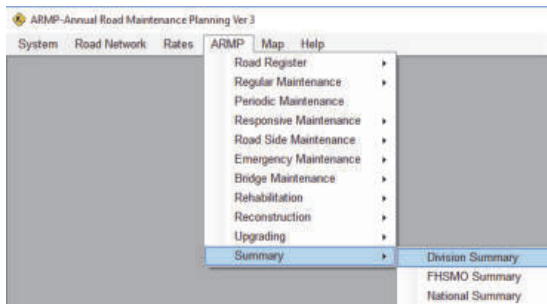 ARMP-Annual Road Maintenance Planning Ver 3
System Road Network Rates ARMP Map Help
Road Register
Regular Maintenance
Periodic Maintenance
Responsive Maintenance
Road Side Maintenance
Emergency Maintenance
Bridge Maintenance
Rehabilitation
Reconstruction
Upgrading
Summary
Division Summary
FHSMO Summary
National Summary